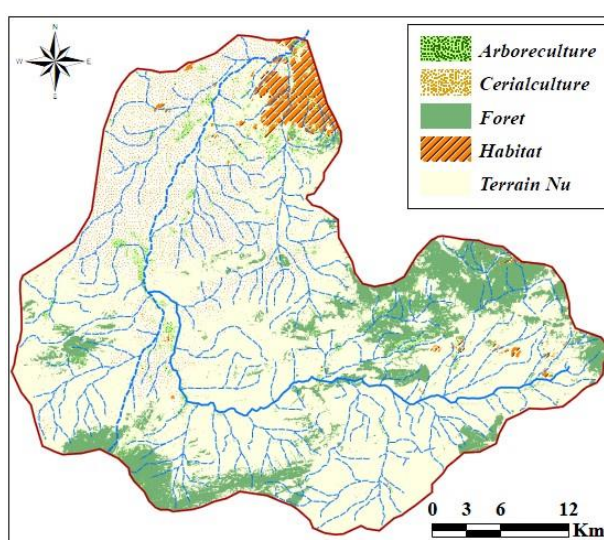 N
W E
S
Arboreculture
Cerialculture
Foret
Habitat
Terrain Nu
0 3 6 12
Km